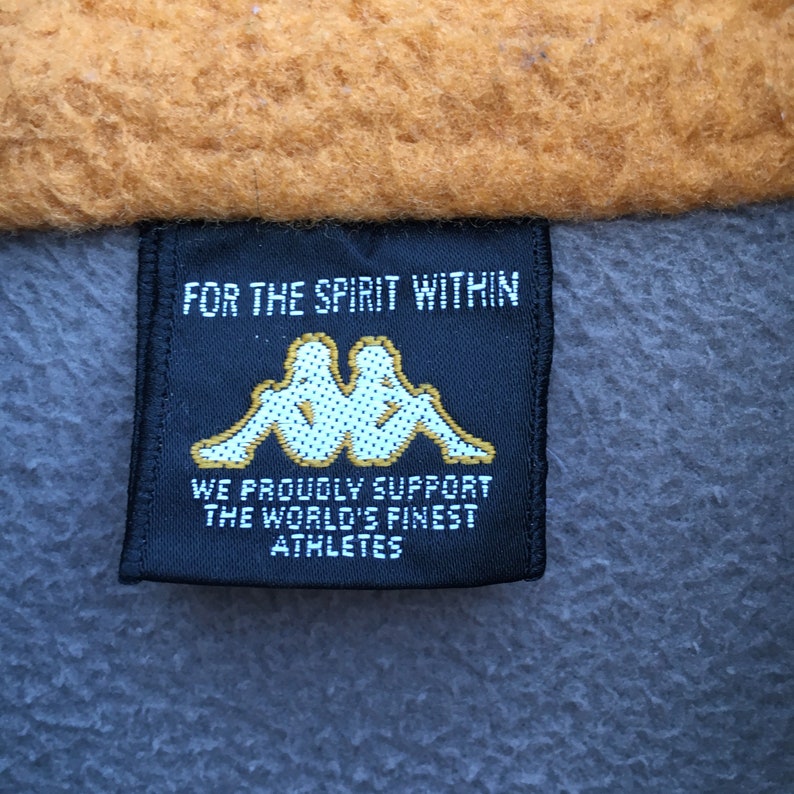 FOR THE SPIRIT WITHIN
WE PROUDLY SUPPORT
THE WORLD'S FINEST
ATHLETES